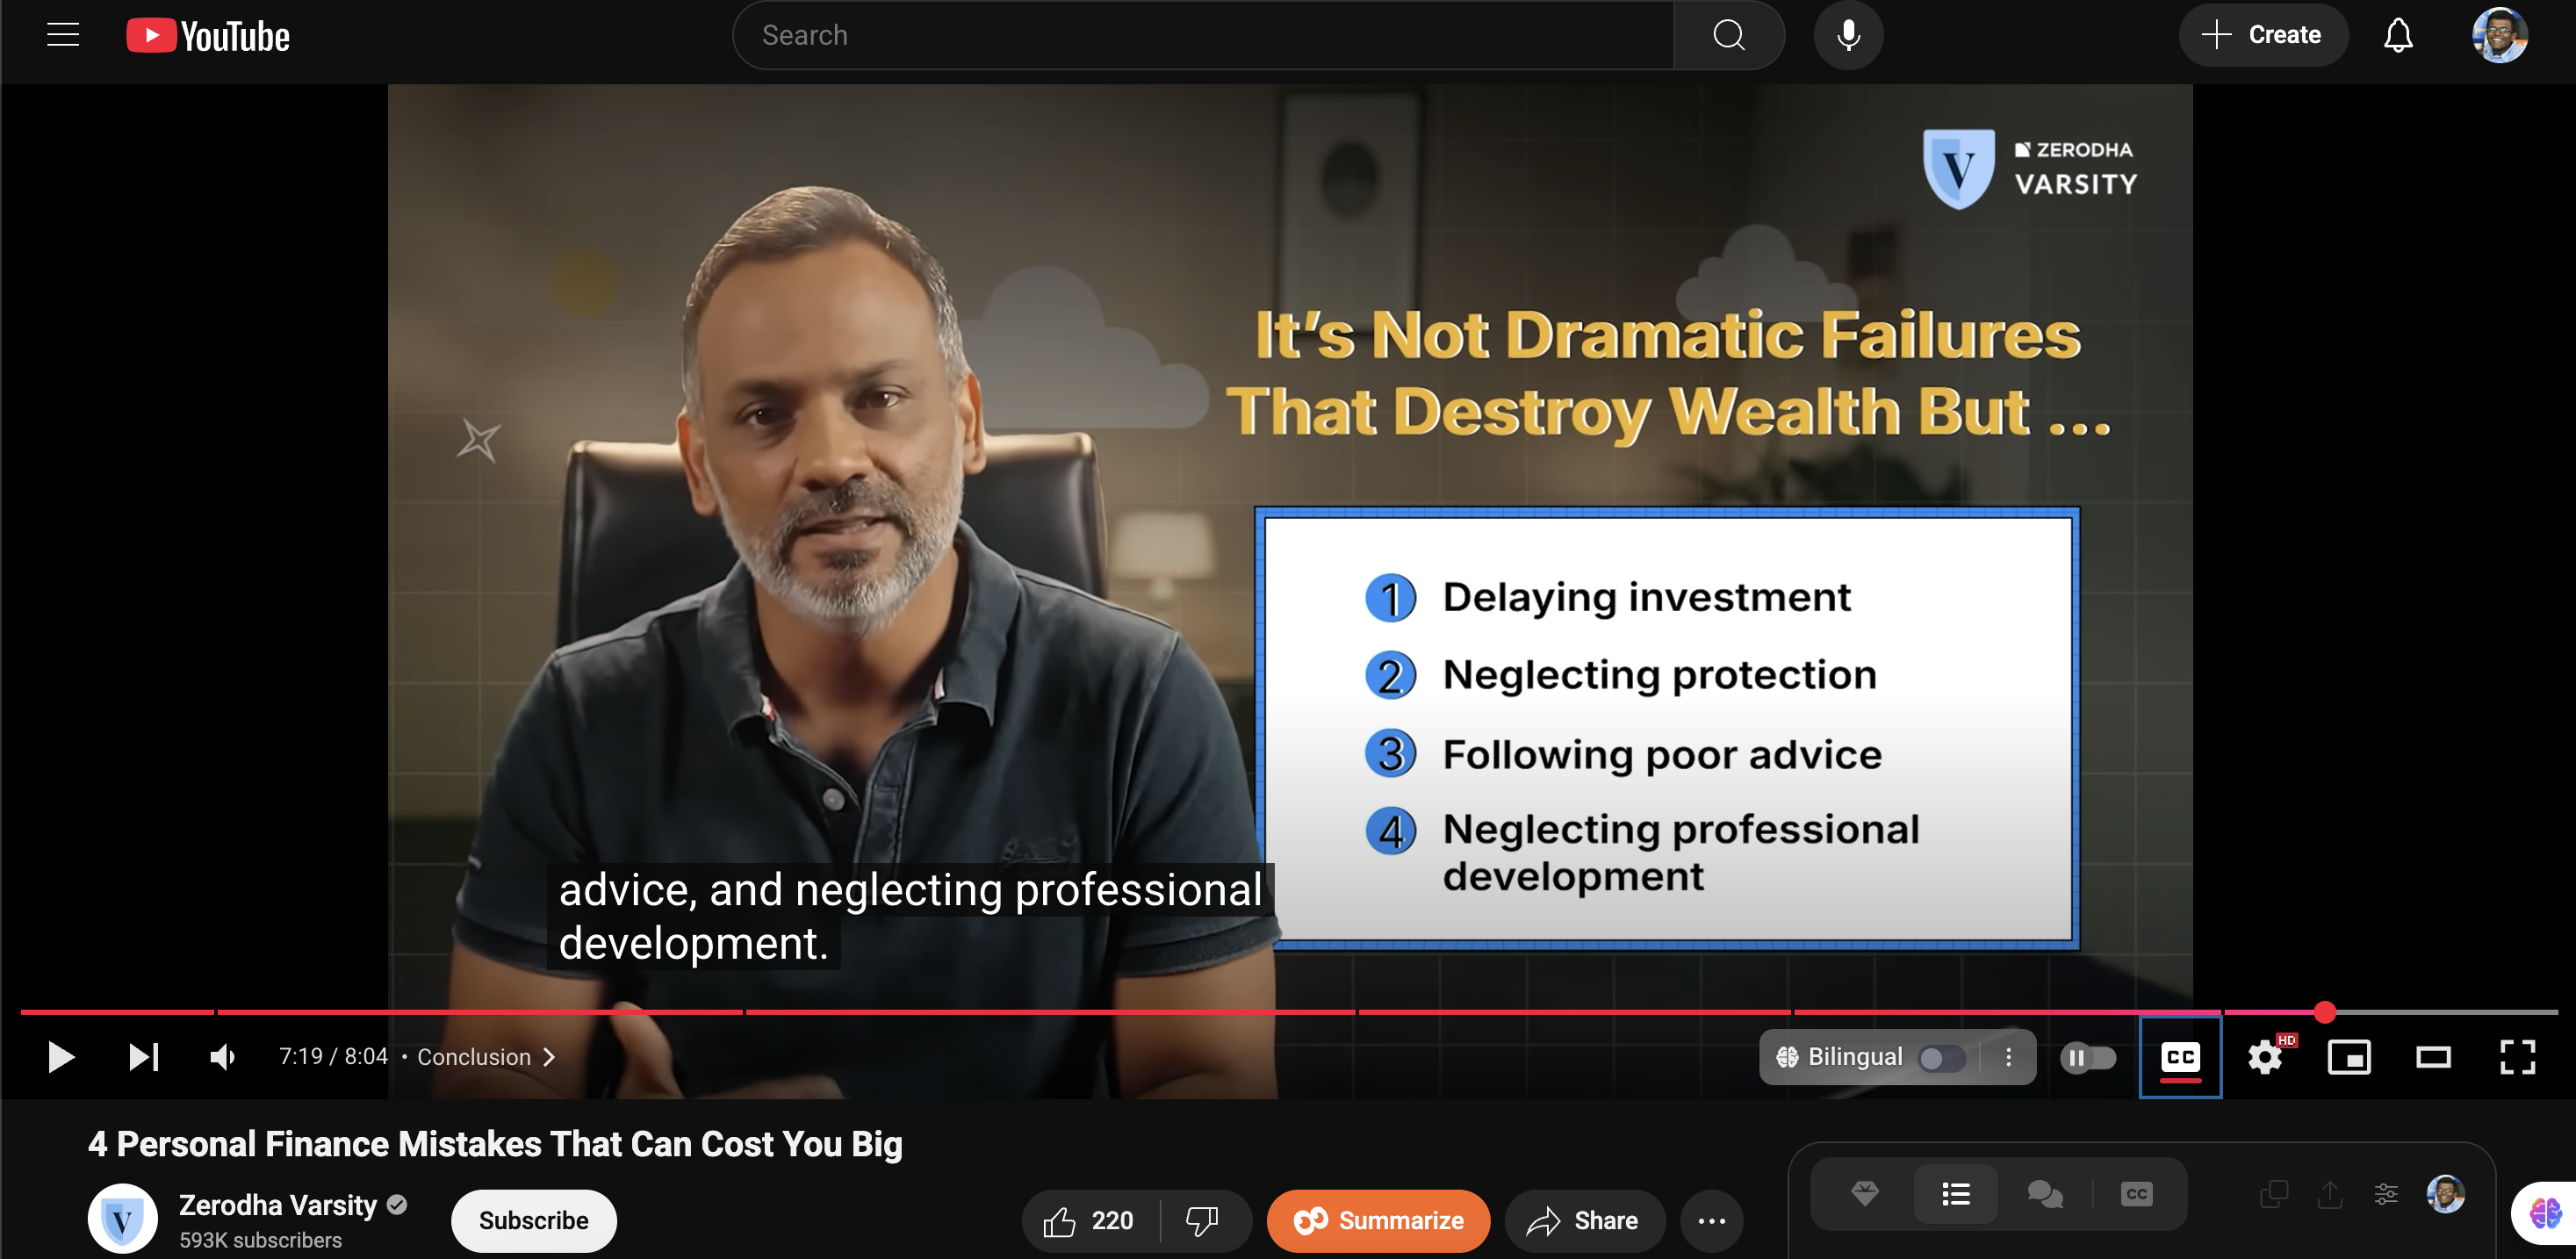 YouTube
Search
Create
ZERODHA
VARSITY
It's Not Dramatic Failures
That Destroy Wealth But ...
1 Delaying investment
2 Neglecting protection
3 Following poor advice
4 Neglecting professional
development
advice, and neglecting professional
development.
7:19 / 8:04 • Conclusion
Bilingual
CC
HD
4 Personal Finance Mistakes That Can Cost You Big
V
Zerodha Varsity
593K subscribers
Subscribe
220
Summarize
Share
CC